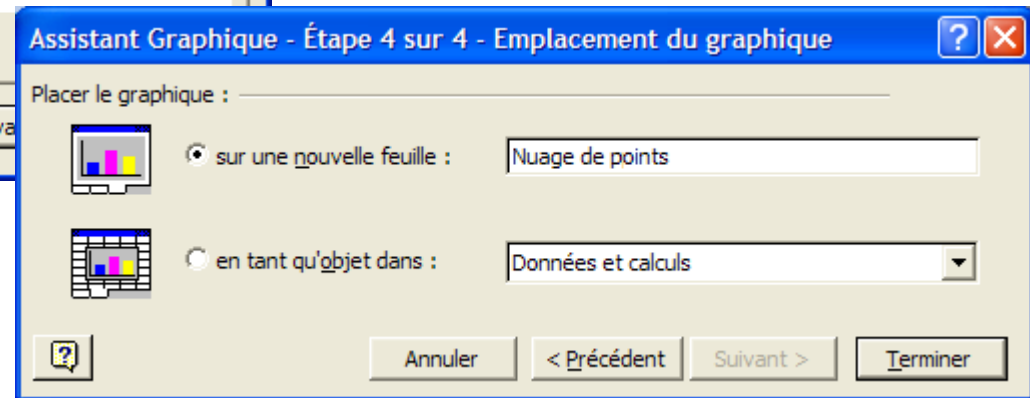 Assistant Graphique - Étape 4 sur 4 - Emplacement du graphique
Placer le graphique :
sur une nouvelle feuille : Nuage de points
en tant qu'objet dans : Données et calculs
Annuler < Précédent Suivant > Terminer